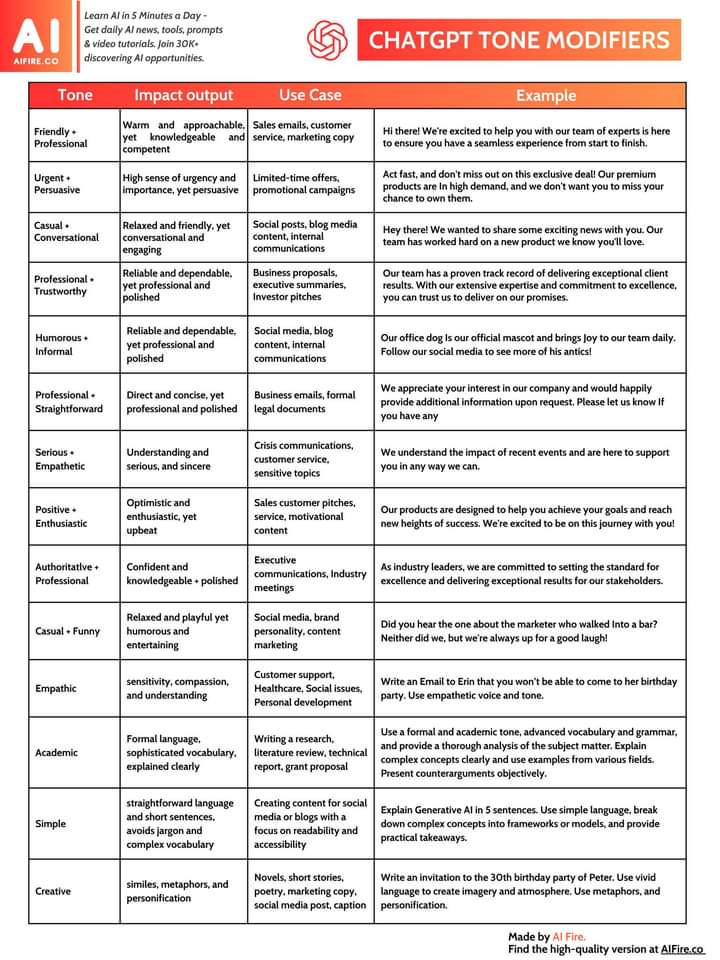 AI
AIFIRE.CO
Learn AI in 5 Minutes a Day -
Get daily AI news, tools, prompts
& video tutorials. Join 30K+
discovering AI opportunities.
CHATGPT TONE MODIFIERS
Tone
Impact output
Use Case
Example
Friendly +
Professional
Warm and approachable,
yet knowledgeable and
competent
Sales emails, customer
service, marketing copy
Hi there! We're excited to help you with our team of experts is here
to ensure you have a seamless experience from start to finish.
Urgent +
Persuasive
High sense of urgency and
importance, yet persuasive
Limited-time offers,
promotional campaigns
Act fast, and don't miss out on this exclusive deal! Our premium
products are In high demand, and we don't want you to miss your
chance to own them.
Casual +
Conversational
Relaxed and friendly, yet
conversational and
engaging
Social posts, blog media
content, internal
communications
Hey there! We wanted to share some exciting news with you. Our
team has worked hard on a new product we know you'll love.
Professional +
Trustworthy
Reliable and dependable,
yet professional and
polished
Business proposals,
executive summaries,
Investor pitches
Our team has a proven track record of delivering exceptional client
results. With our extensive expertise and commitment to excellence,
you can trust us to deliver on our promises.
Humorous +
Informal
Reliable and dependable,
yet professional and
polished
Social media, blog
content, internal
communications
Our office dog Is our official mascot and brings Joy to our team daily.
Follow our social media to see more of his antics!
Professional +
Straightforward
Direct and concise, yet
professional and polished
Business emails, formal
legal documents
We appreciate your interest in our company and would happily
provide additional information upon request. Please let us know If
you have any
Serious +
Empathetic
Understanding and
serious, and sincere
Crisis communications,
customer service,
sensitive topics
We understand the impact of recent events and are here to support
you in any way we can.
Positive +
Enthusiastic
Optimistic and
enthusiastic, yet
upbeat
Sales customer pitches,
service, motivational
content
Our products are designed to help you achieve your goals and reach
new heights of success. We're excited to be on this journey with you!
Authoritative +
Professional
Confident and
knowledgeable + polished
Executive
communications, Industry
meetings
As industry leaders, we are committed to setting the standard for
excellence and delivering exceptional results for our stakeholders.
Casual + Funny
Relaxed and playful yet
humorous and
entertaining
Social media, brand
personality, content
marketing
Did you hear the one about the marketer who walked Into a bar?
Neither did we, but we're always up for a good laugh!
Empathic
sensitivity, compassion,
and understanding
Customer support,
Healthcare, Social issues,
Personal development
Write an Email to Erin that you won't be able to come to her birthday
party. Use empathetic voice and tone.
Academic
Formal language,
sophisticated vocabulary,
explained clearly
Writing a research,
literature review, technical
report, grant proposal
Use a formal and academic tone, advanced vocabulary and grammar,
and provide a thorough analysis of the subject matter. Explain
complex concepts clearly and use examples from various fields.
Present counterarguments objectively.
Simple
straightforward language
and short sentences,
avoids jargon and
complex vocabulary
Creating content for social
media or blogs with a
focus on readability and
accessibility
Explain Generative AI in 5 sentences. Use simple language, break
down complex concepts into frameworks or models, and provide
practical takeaways.
Creative
similes, metaphors, and
personification
Novels, short stories,
poetry, marketing copy,
social media post, caption
Write an invitation to the 30th birthday party of Peter. Use vivid
language to create imagery and atmosphere. Use metaphors, and
personification.
Made by AI Fire.
Find the high-quality version at AIFire.co